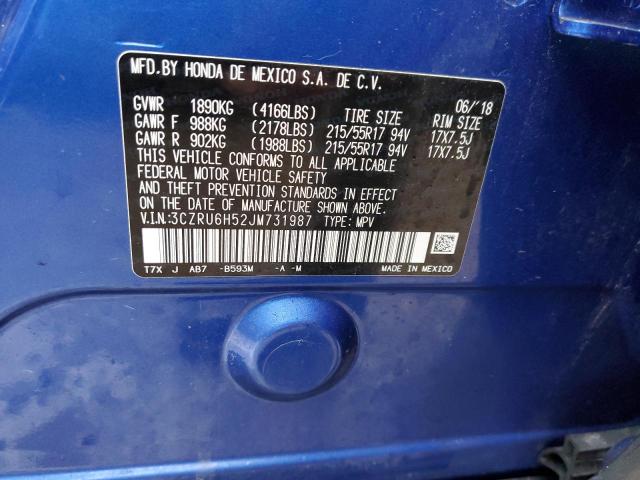 MFD.BY HONDA DE MEXICO S.A. DE C.V.
GVWR 1890KG (4166LBS) TIRE SIZE 06/'18 RIM SIZE
GAWR F 988KG (2178LBS) 215/55R17 94V 17X7.5J
GAWR R 902KG (1988LBS) 215/55R17 94V 17X7.5J
THIS VEHICLE CONFORMS TO ALL APPLICABLE
FEDERAL MOTOR VEHICLE SAFETY
AND THEFT PREVENTION STANDARDS IN EFFECT
ON THE DATE OF MANUFACTURE SHOWN ABOVE.
V.I.N:3CZRU6H52JM731987 TYPE: MPV
T7X J AB7 -B593M -A -M MADE IN MEXICO